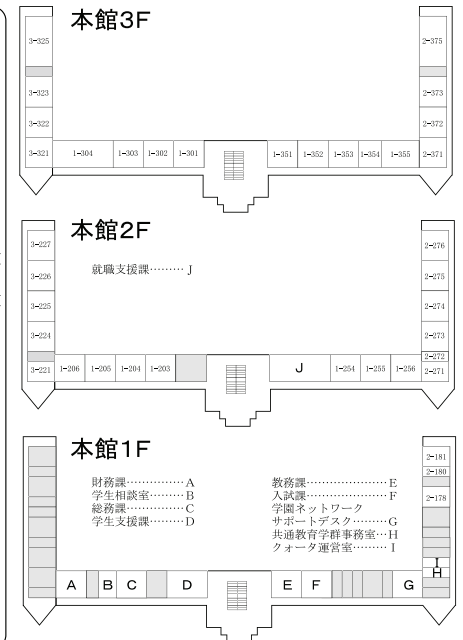 本館3F
3-325
3-323
3-322
3-321
1-304
1-303
1-302
1-301
1-351
1-352
1-353
1-354
1-355
2-375
2-373
2-372
2-371
本館2F
就職支援課………J
3-227
3-226
3-225
3-224
3-221
1-206
1-205
1-204
1-203
J
1-254
1-255
1-256
2-276
2-275
2-274
2-273
2-272
2-271
本館1F
財務課……………A
学生相談室………B
総務課……………C
学生支援課………D
教務課……………E
入試課……………F
学園ネットワーク
サポートデスク……G
共通教育学群事務室…H
クォータ運営室………I
A
B
C
D
E
F
G
2-181
2-180
2-178
I
H